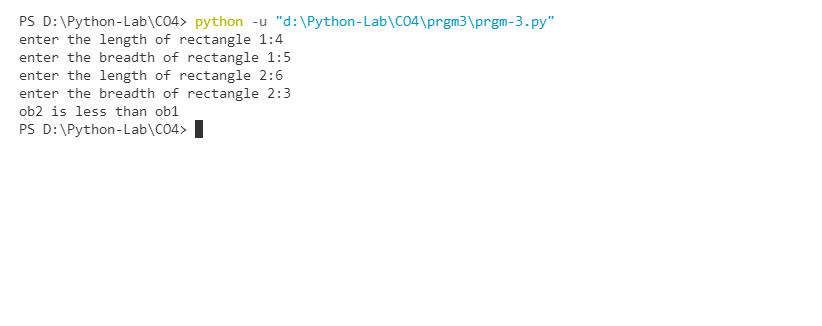 PS D:\Python-Lab\CO4> python -u "d:\Python-Lab\CO4\prgm3\prgm-3.py"
enter the length of rectangle 1:4
enter the breadth of rectangle 1:5
enter the length of rectangle 2:6
enter the breadth of rectangle 2:3
ob2 is less than ob1
PS D:\Python-Lab\CO4>